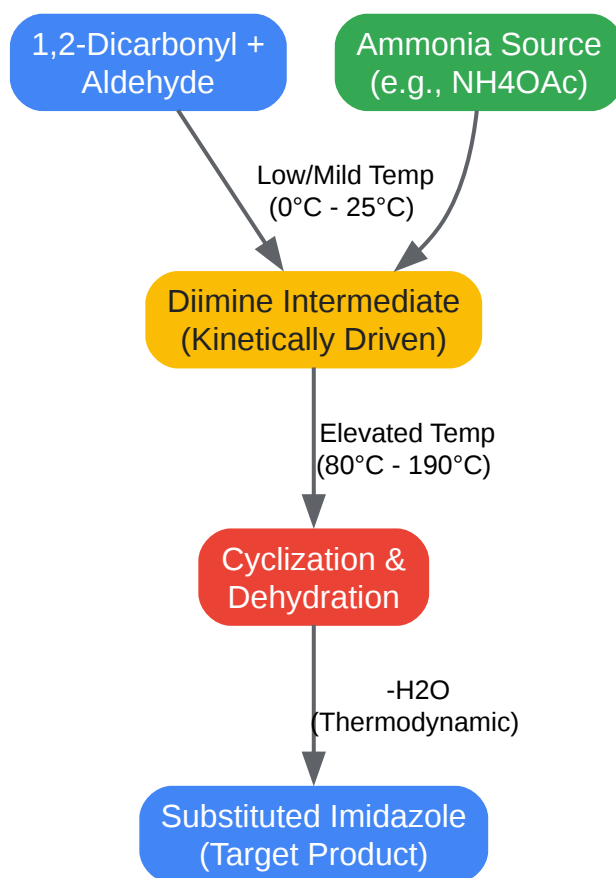 1,2-Dicarbonyl +
Aldehyde
Ammonia Source
(e.g., NH4OAc)
Low/Mild Temp
(0°C - 25°C)
Diimine Intermediate
(Kinetically Driven)
Elevated Temp
(80°C - 190°C)
Cyclization &
Dehydration
-H2O
(Thermodynamic)
Substituted Imidazole
(Target Product)